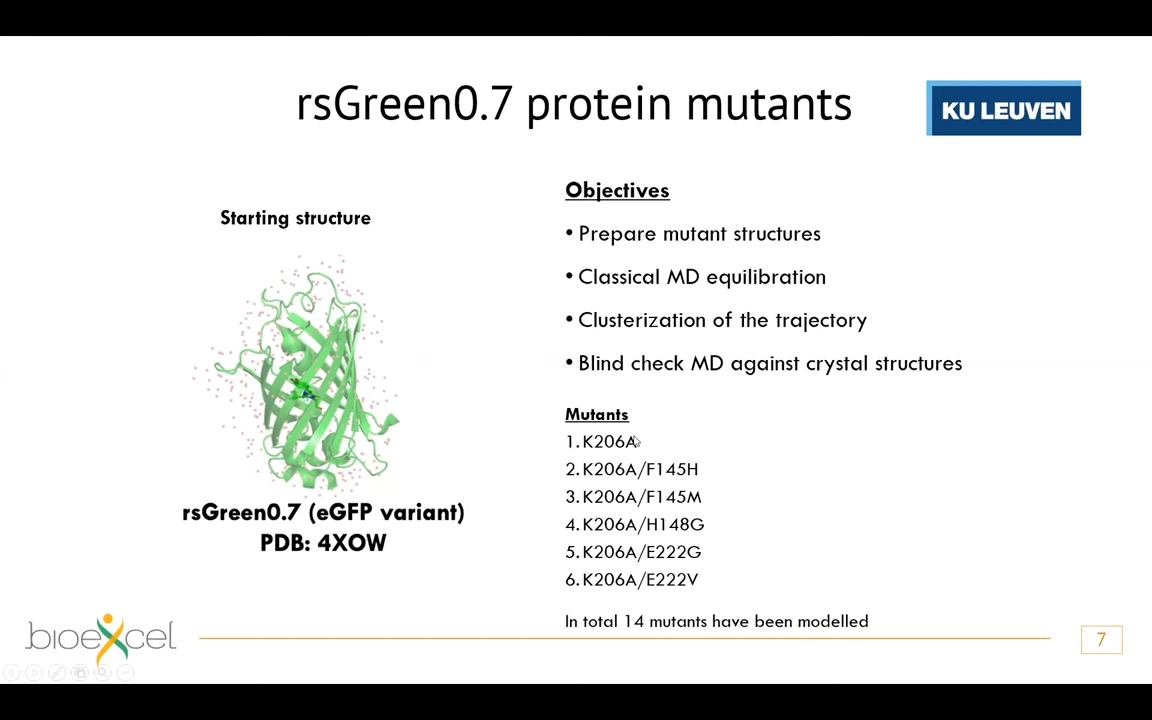 rsGreen0.7 protein mutants
KU LEUVEN
Starting structure
rsGreen0.7 (eGFP variant)
PDB: 4XOW
Objectives
• Prepare mutant structures
• Classical MD equilibration
• Clusterization of the trajectory
• Blind check MD against crystal structures
Mutants
1. K206A
2. K206A/F145H
3. K206A/F145M
4. K206A/H148G
5. K206A/E222G
6. K206A/E222V
In total 14 mutants have been modelled
bioexcel
7